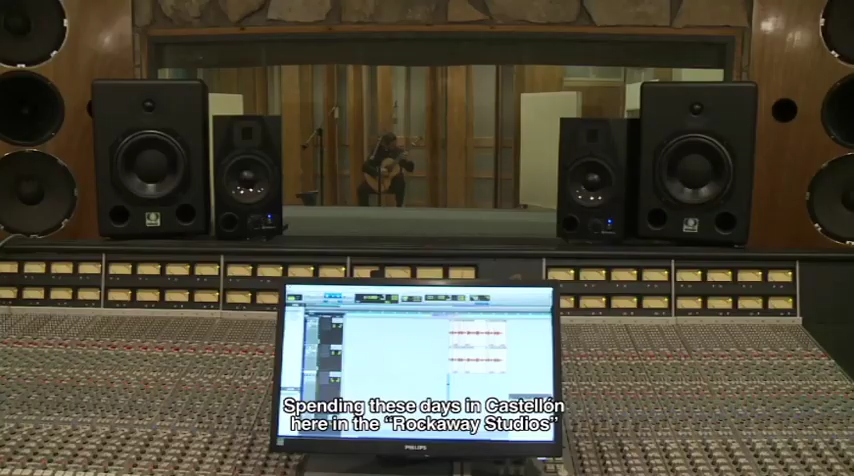 Spending these days in Castellón
here in the “Rockaway Studios”
PHILIPS